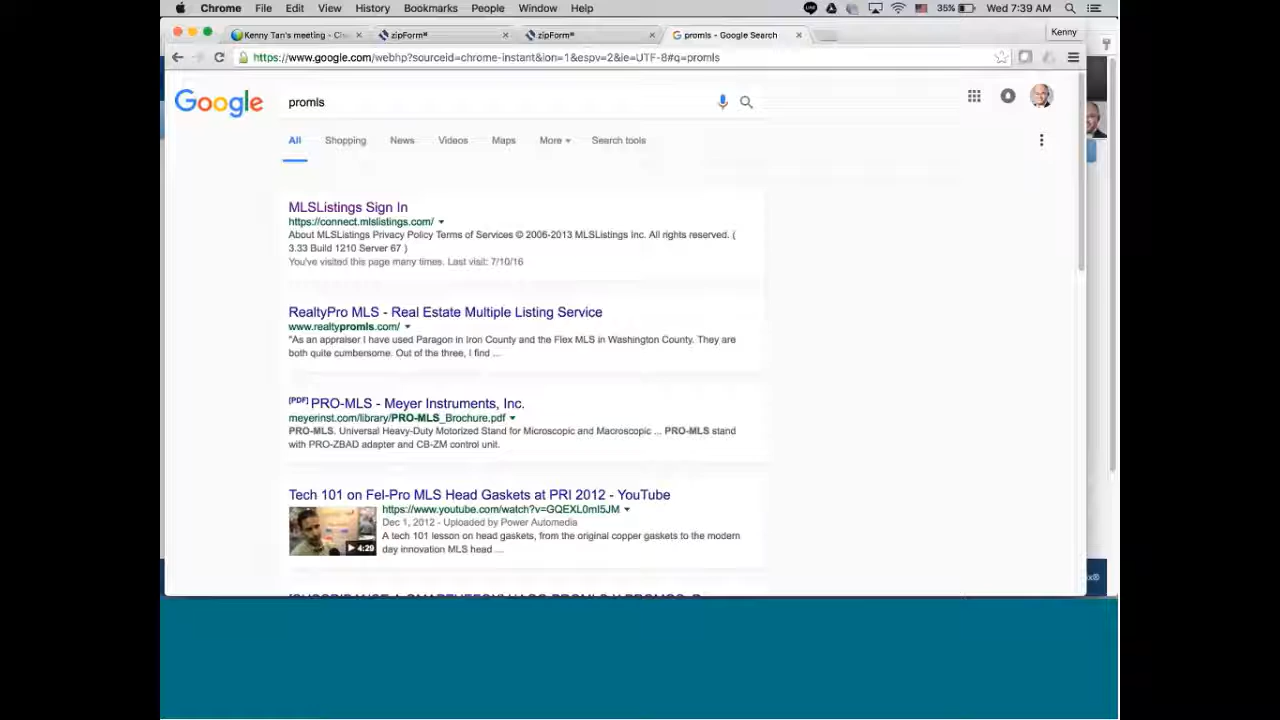 Chrome File Edit View History Bookmarks People Window Help 35% Wed 7:39 AM
Kenny Tan's meeting - zipForm® zipForm® promls - Google Search Kenny
https://www.google.com/webhp?sourceid=chrome-instant&ion=1&espv=2&ie=UTF-8#q=promls
Google promls
All Shopping News Videos Maps More Search tools
MLSListings Sign In
https://connect.mlslistings.com/
About MLSListings Privacy Policy Terms of Services © 2006-2013 MLSListings Inc. All rights reserved. (
3.33 Build 1210 Server 67 )
You've visited this page many times. Last visit: 7/10/16
RealtyPro MLS - Real Estate Multiple Listing Service
www.realtypromls.com/
"As an appraiser I have used Paragon in Iron County and the Flex MLS in Washington County. They are
both quite cumbersome. Out of the three, I find ...
[PDF] PRO-MLS - Meyer Instruments, Inc.
meyerinst.com/library/PRO-MLS_Brochure.pdf
PRO-MLS. Universal Heavy-Duty Motorized Stand for Microscopic and Macroscopic ... PRO-MLS stand
with PRO-ZBAD adapter and CB-ZM control unit.
Tech 101 on Fel-Pro MLS Head Gaskets at PRI 2012 - YouTube
https://www.youtube.com/watch?v=GQEXL0mI5JM
Dec 1, 2012 - Uploaded by Power Automedia
A tech 101 lesson on head gaskets, from the original copper gaskets to the modern
4:29
day innovation MLS head ...